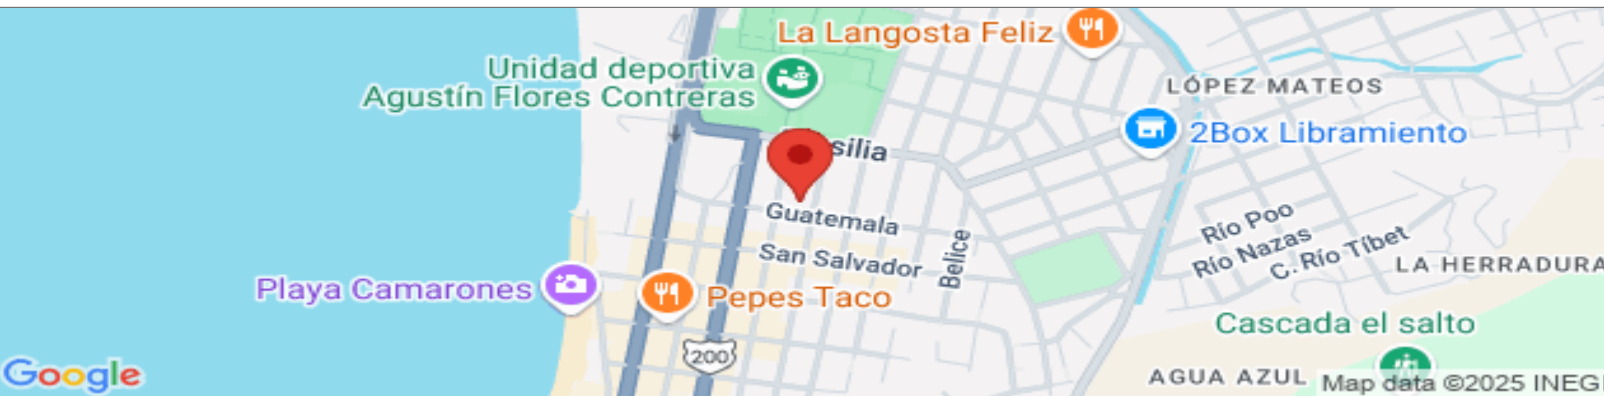 La Langosta Feliz
Unidad deportiva
Agustín Flores Contreras
LÓPEZ MATEOS
2Box Libramiento
silia
Guatemala
San Salvador
Belice
Río Poo
Río Nazas
C. Río Tíbet
LA HERRADURA
Playa Camarones
Pepes Taco
Cascada el salto
200
Google
AGUA AZUL
Map data ©2025 INEGI